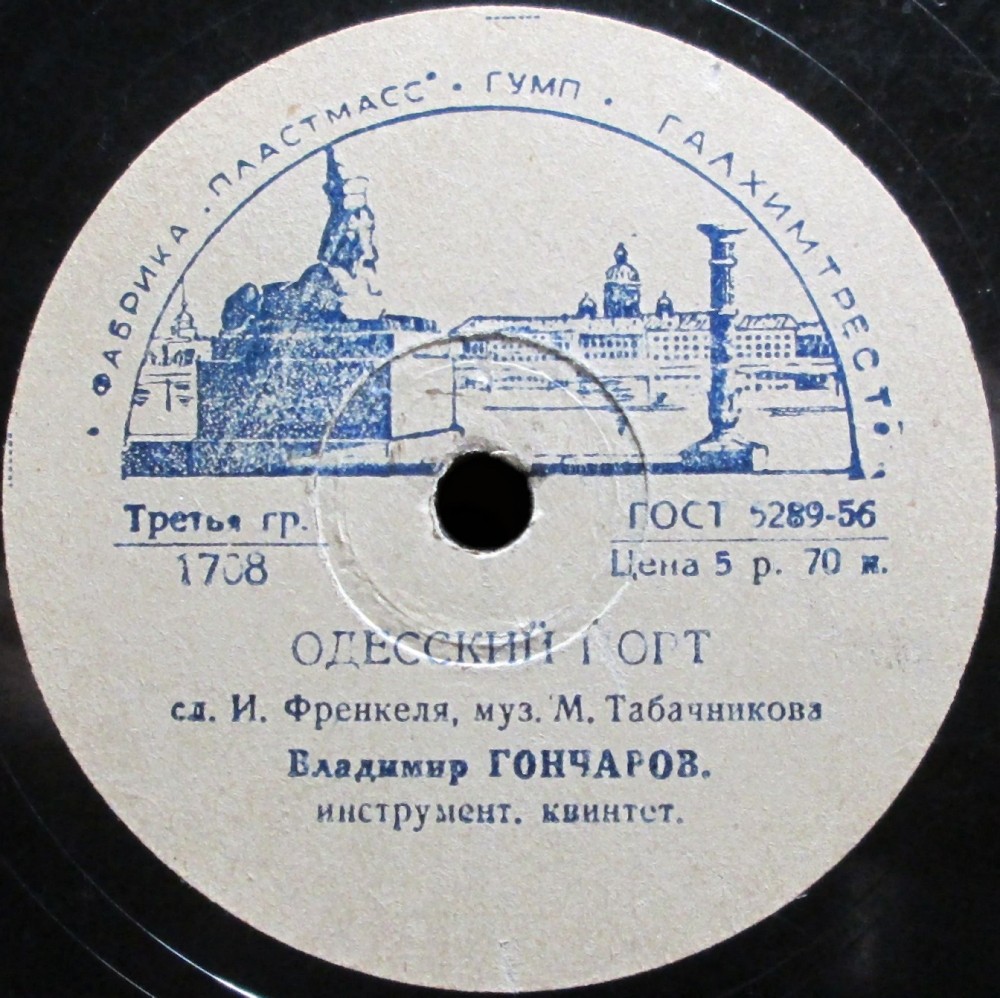 • ФАБРИКА „ПЛАСТМАСС“ • ГУМП • ГАЛХИМТРЕСТ •
Третья гр. ГОСТ 5289-56
1708 Цена 5 р. 70 к.
ОДЕССКИЙ ПОРТ
сл. И. Френкеля, муз. М. Табачникова
Владимир ГОНЧАРОВ.
инструмент. квинтет.